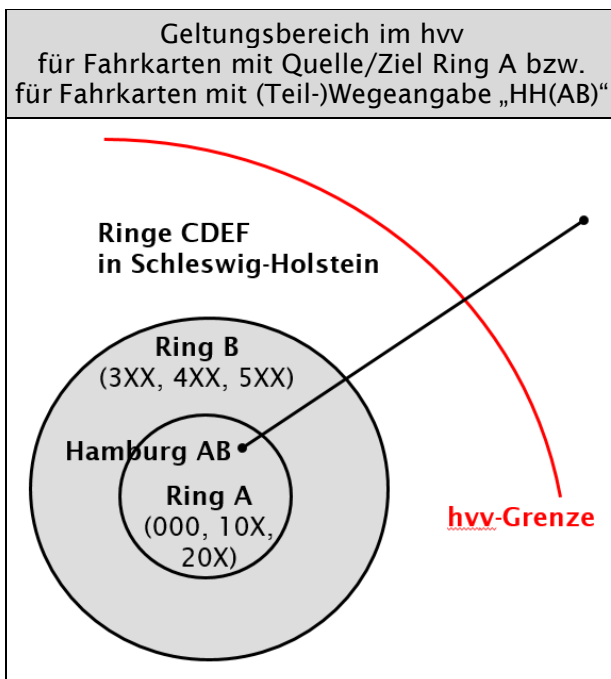 Geltungsbereich im hvv
für Fahrkarten mit Quelle/Ziel Ring A bzw.
für Fahrkarten mit (Teil-)Wegeangabe „HH(AB)“
Ringe CDEF
in Schleswig-Holstein
Ring B
(3XX, 4XX, 5XX)
Hamburg AB
Ring A
(000, 10X,
20X)
hvv-Grenze